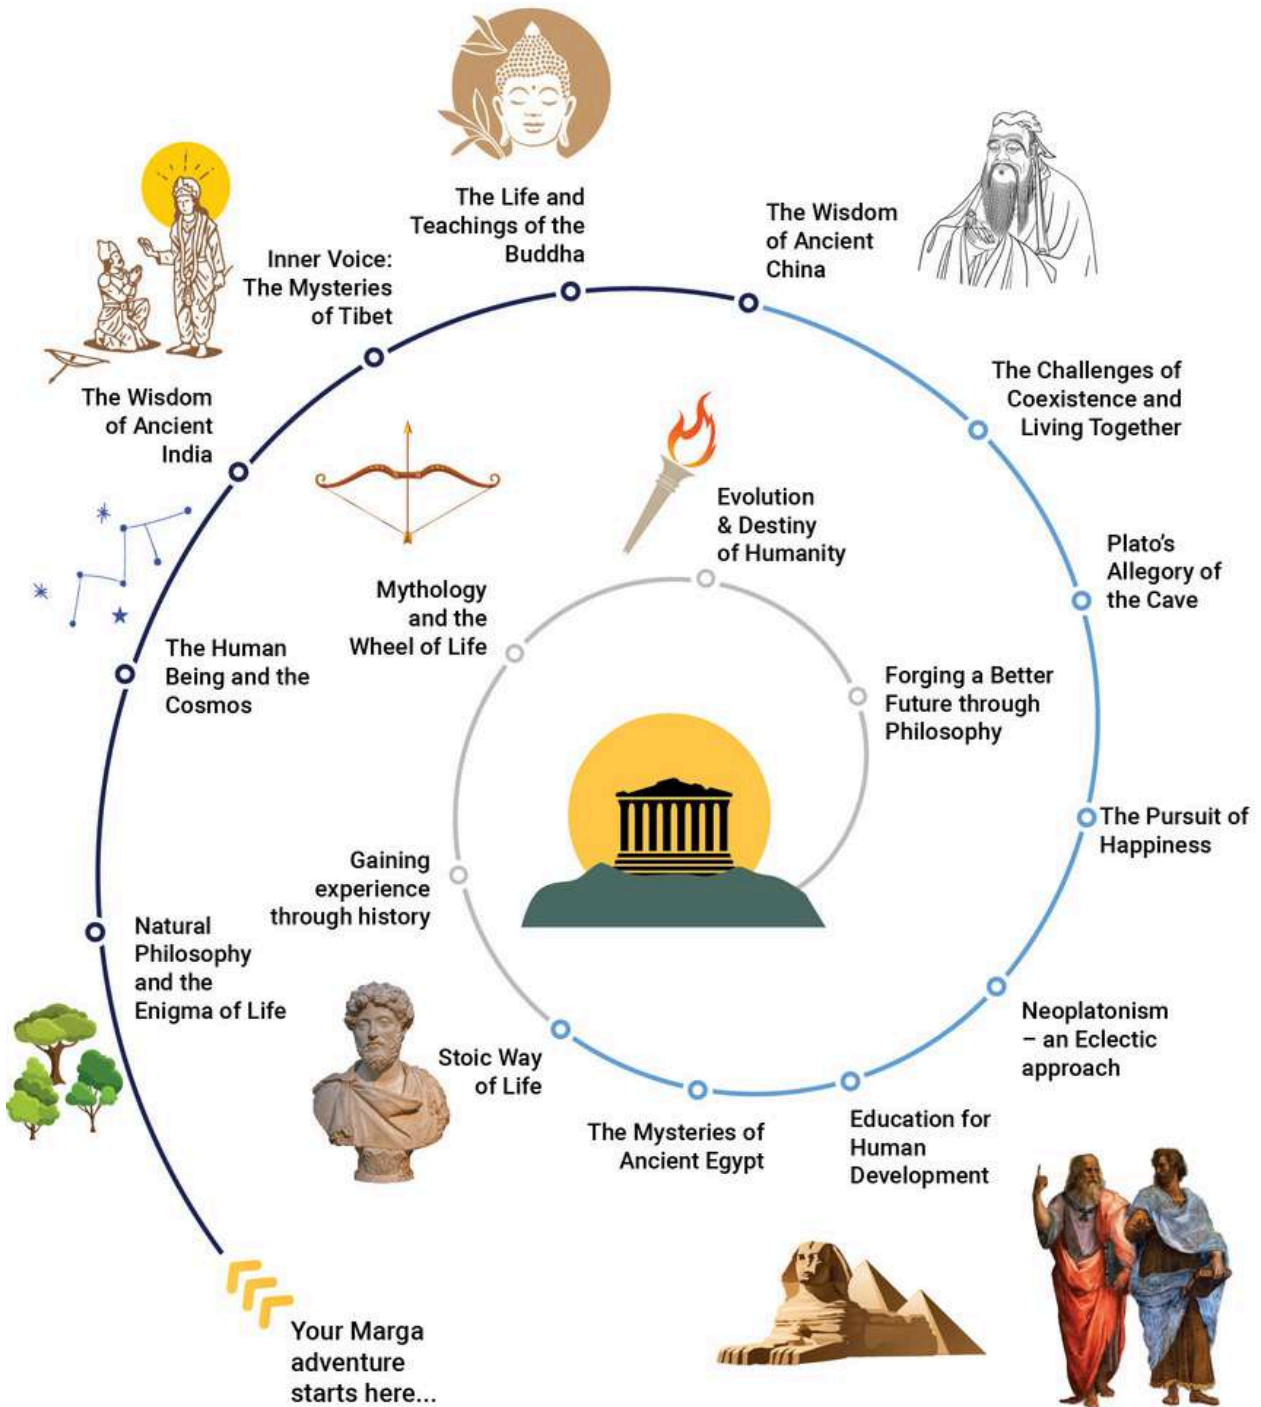 Your Marga
adventure
starts here...
Natural
Philosophy
and the
Enigma of Life
The Human
Being and the
Cosmos
The Wisdom
of Ancient
India
Inner Voice:
The Mysteries
of Tibet
The Life and
Teachings of the
Buddha
The Wisdom
of Ancient
China
The Challenges of
Coexistence and
Living Together
Plato’s
Allegory of
the Cave
The Pursuit of
Happiness
Neoplatonism
– an Eclectic
approach
Education for
Human
Development
The Mysteries of
Ancient Egypt
Stoic Way
of Life
Gaining
experience
through history
Mythology
and the
Wheel of Life
Evolution
& Destiny
of Humanity
Forging a Better
Future through
Philosophy